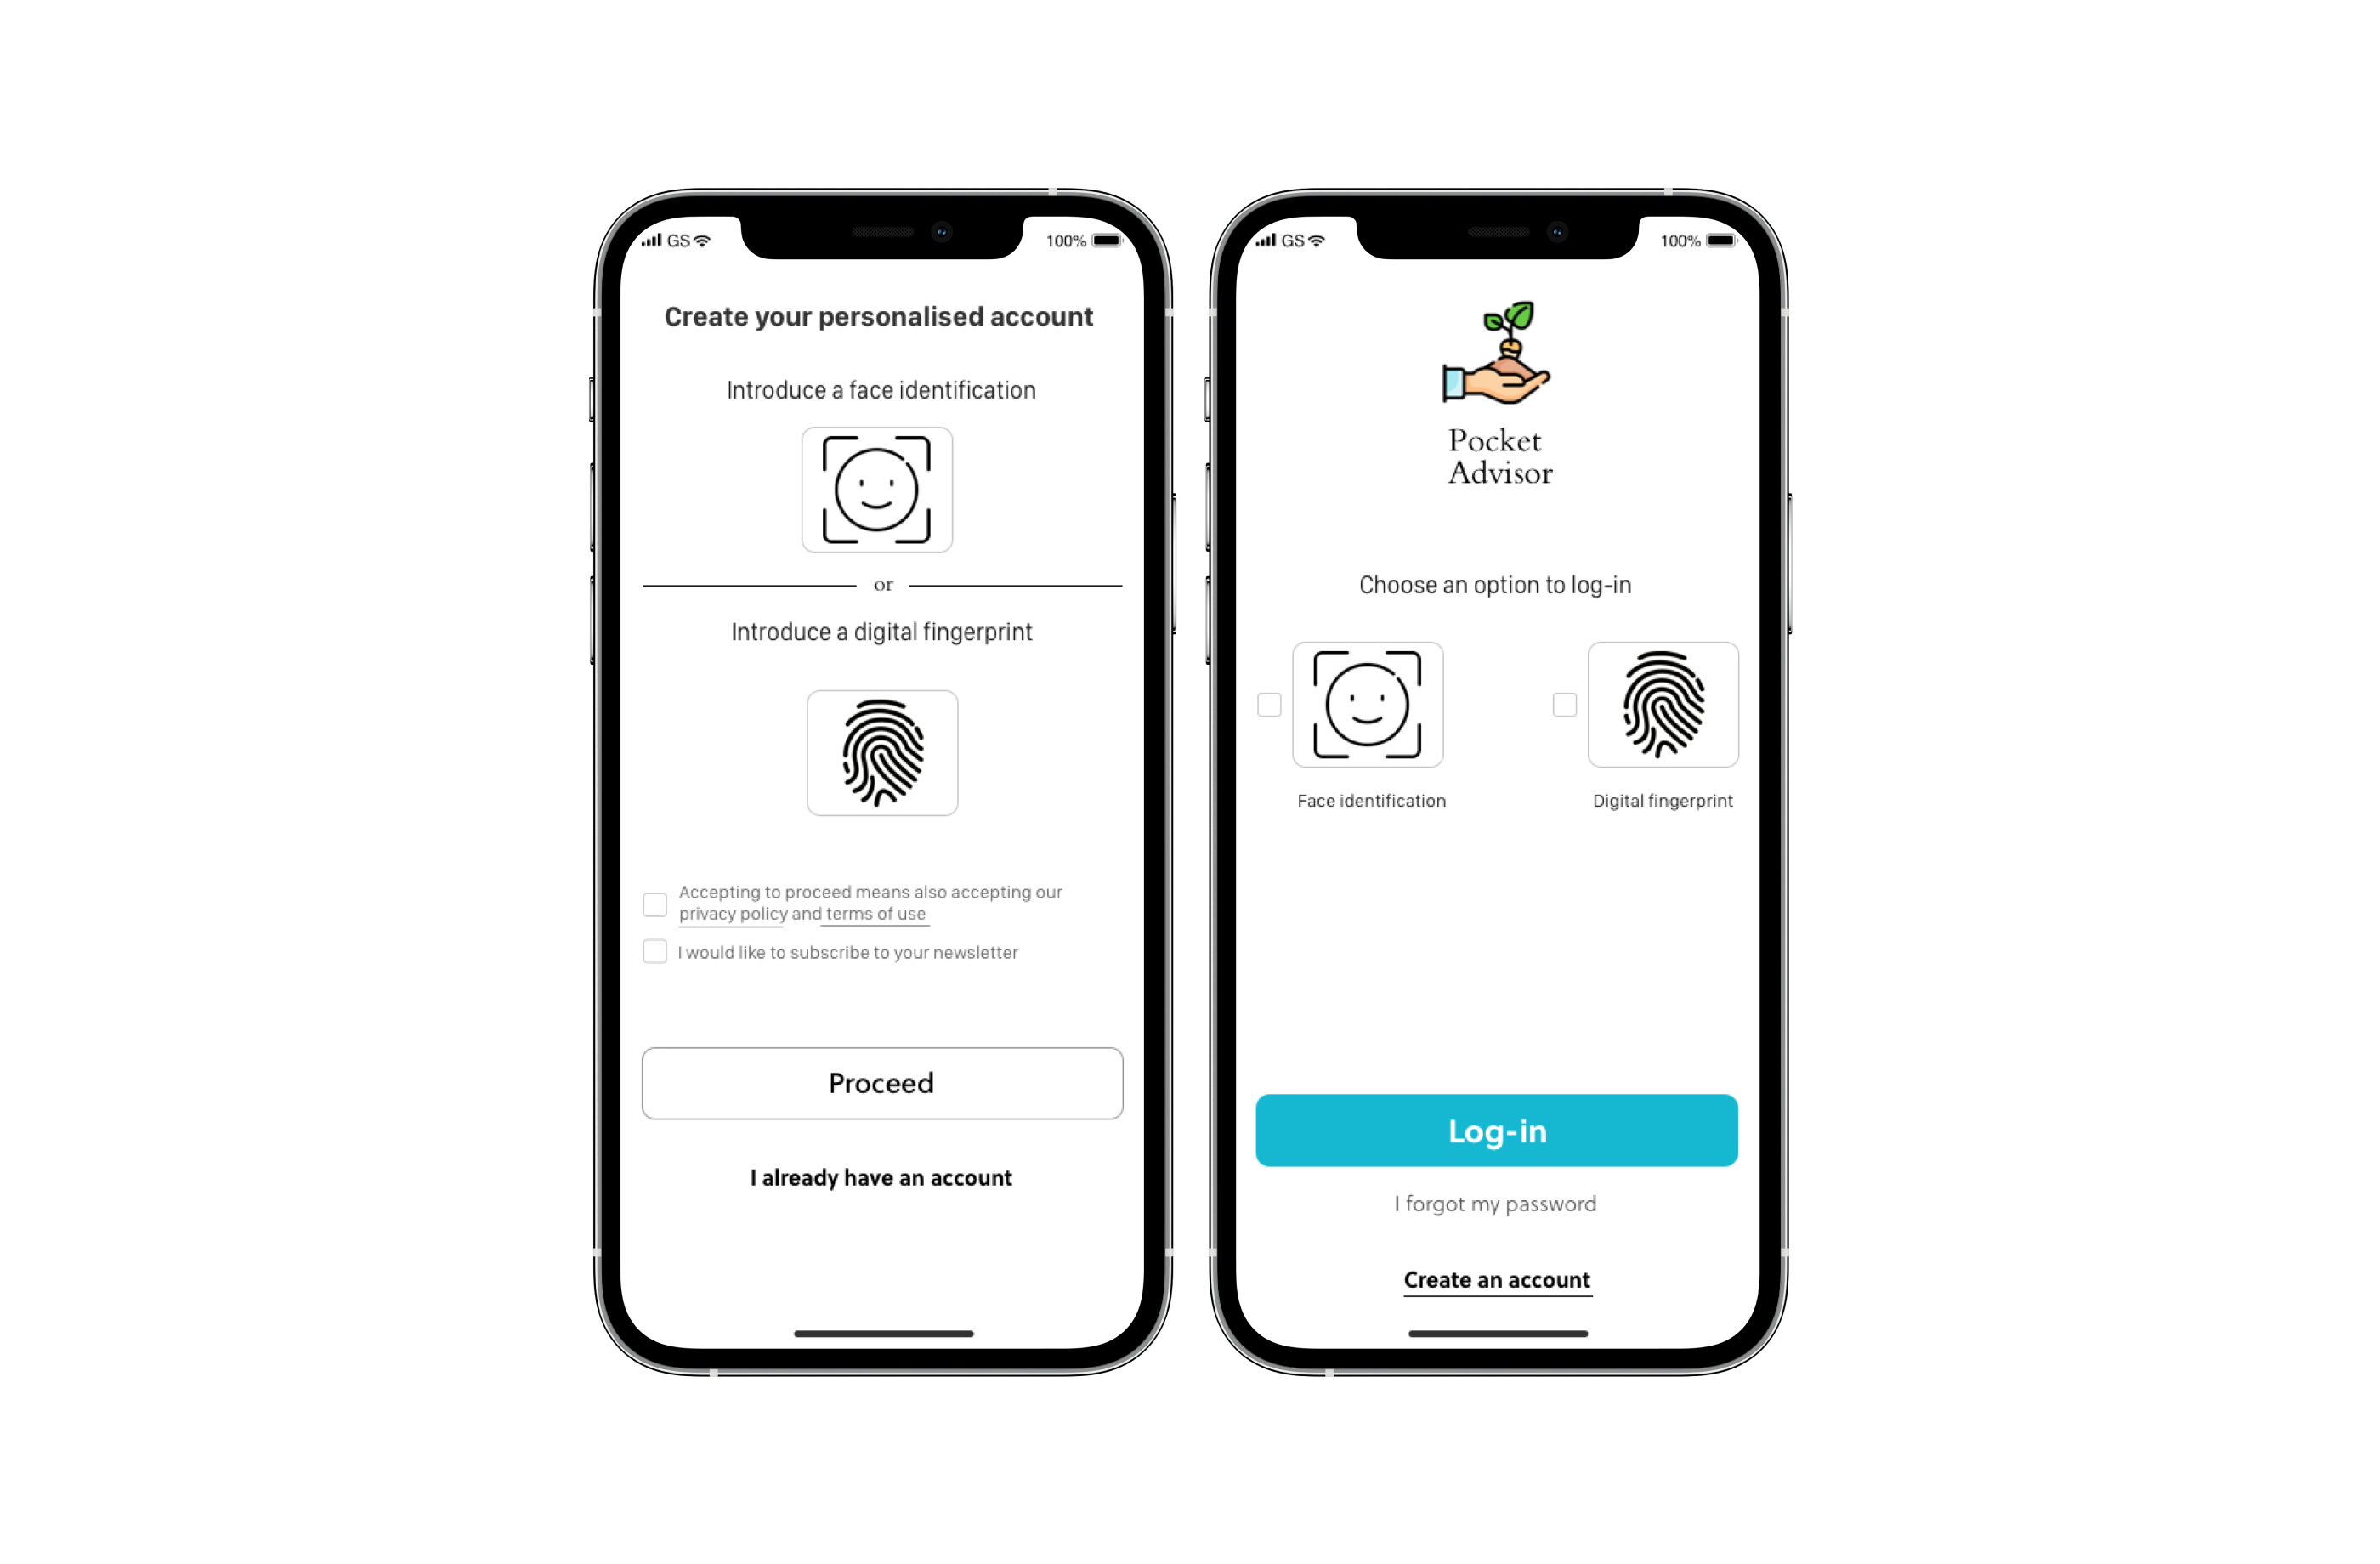 GS
100%
Create your personalised account
Introduce a face identification
or
Introduce a digital fingerprint
Accepting to proceed means also accepting our
privacy policy and terms of use
I would like to subscribe to your newsletter
Proceed
I already have an account
GS
100%
Pocket
Advisor
Choose an option to log-in
Face identification
Digital fingerprint
Log-in
I forgot my password
Create an account